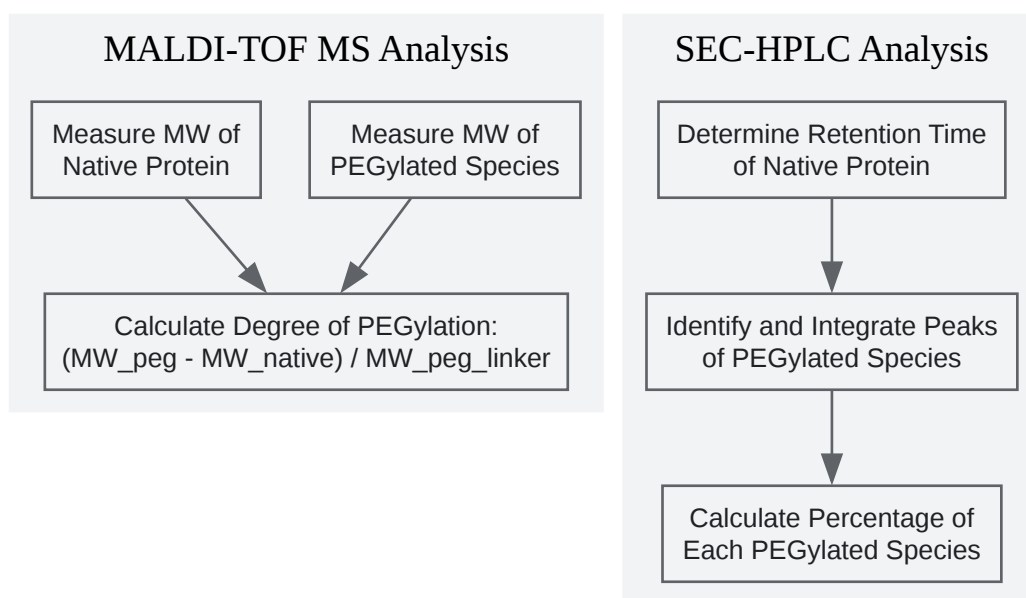 MALDI-TOF MS Analysis
Measure MW of
Native Protein
Measure MW of
PEGylated Species
Calculate Degree of PEGylation:
(MW_peg - MW_native) / MW_peg_linker
SEC-HPLC Analysis
Determine Retention Time
of Native Protein
Identify and Integrate Peaks
of PEGylated Species
Calculate Percentage of
Each PEGylated Species